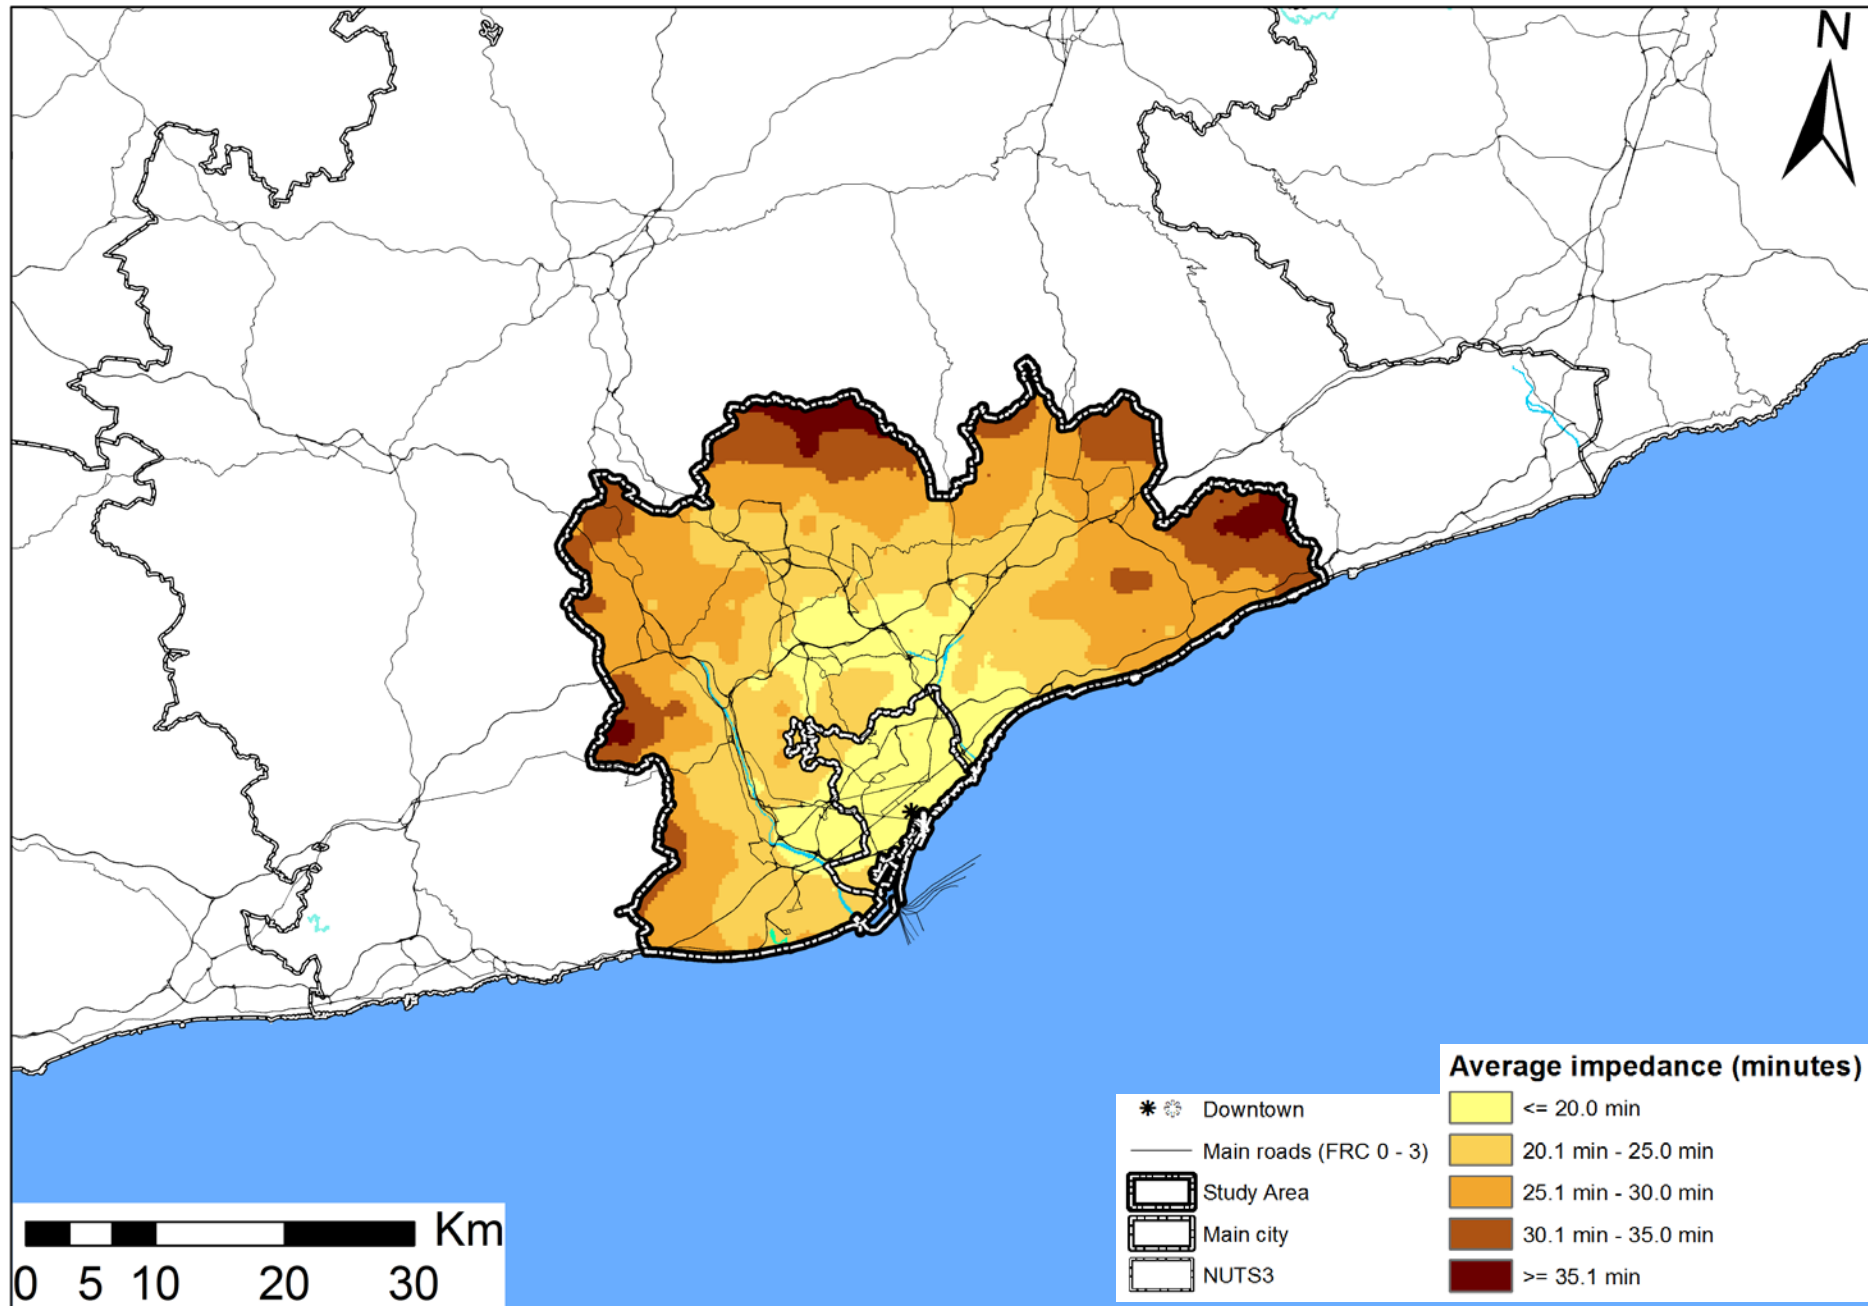 N
Average impedance (minutes)
<= 20.0 min
20.1 min - 25.0 min
25.1 min - 30.0 min
30.1 min - 35.0 min
>= 35.1 min
Downtown
Main roads (FRC 0 - 3)
Study Area
Main city
NUTS3
Km
0 5 10 20 30